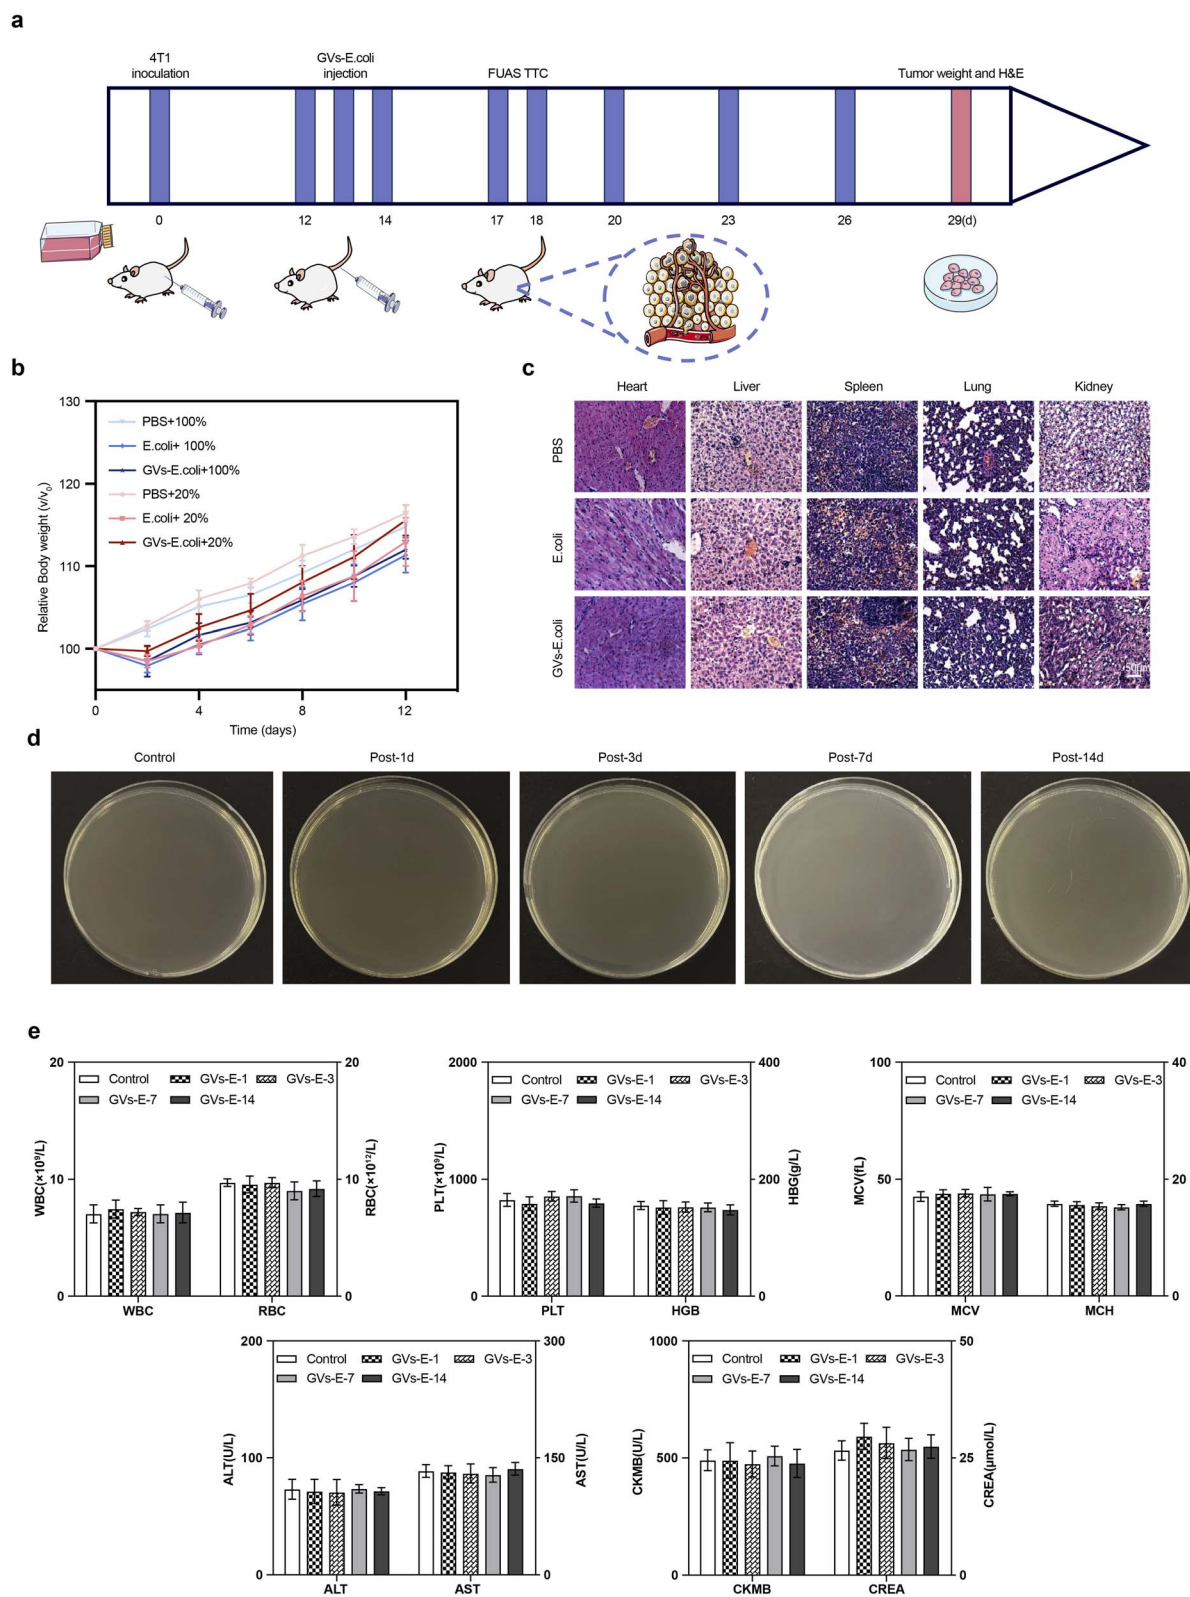 a
4T1
inoculation
GVs-E.coli
injection
FUAS TTC
Tumor weight and H&E
0
12
14
17
18
20
23
26
29(d)
b
130
120
110
100
Relative Body weight (v/v0)
PBS+100%
E.coli+ 100%
GVs-E.coli+100%
PBS+20%
E.coli+ 20%
GVs-E.coli+20%
0
4
8
12
Time (days)
c
Heart
Liver
Spleen
Lung
Kidney
PBS
E.coli
GVs-E.coli
50μm
d
Control
Post-1d
Post-3d
Post-7d
Post-14d
e
20
10
0
WBC(×10⁹/L)
Control
GVs-E-1
GVs-E-3
GVs-E-7
GVs-E-14
WBC
RBC
20
10
0
RBC(×10¹²/L)
2000
1000
0
PLT(×10⁹/L)
Control
GVs-E-1
GVs-E-3
GVs-E-7
GVs-E-14
PLT
HGB
400
200
0
HBG(g/L)
100
50
0
MCV(fL)
Control
GVs-E-1
GVs-E-3
GVs-E-7
GVs-E-14
MCV
MCH
40
20
0
200
100
0
ALT(U/L)
Control
GVs-E-1
GVs-E-3
GVs-E-7
GVs-E-14
ALT
AST
300
150
0
AST(U/L)
1000
500
0
CKMB(U/L)
Control
GVs-E-1
GVs-E-3
GVs-E-7
GVs-E-14
CKMB
CREA
50
25
0
CREA(μmol/L)